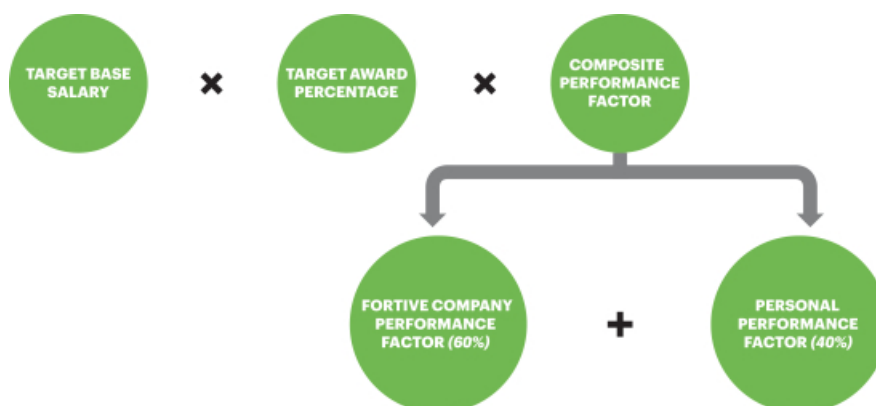 TARGET BASE
SALARY
×
TARGET AWARD
PERCENTAGE
×
COMPOSITE
PERFORMANCE
FACTOR
FORTIVE COMPANY
PERFORMANCE
FACTOR (60%)
+
PERSONAL
PERFORMANCE
FACTOR (40%)